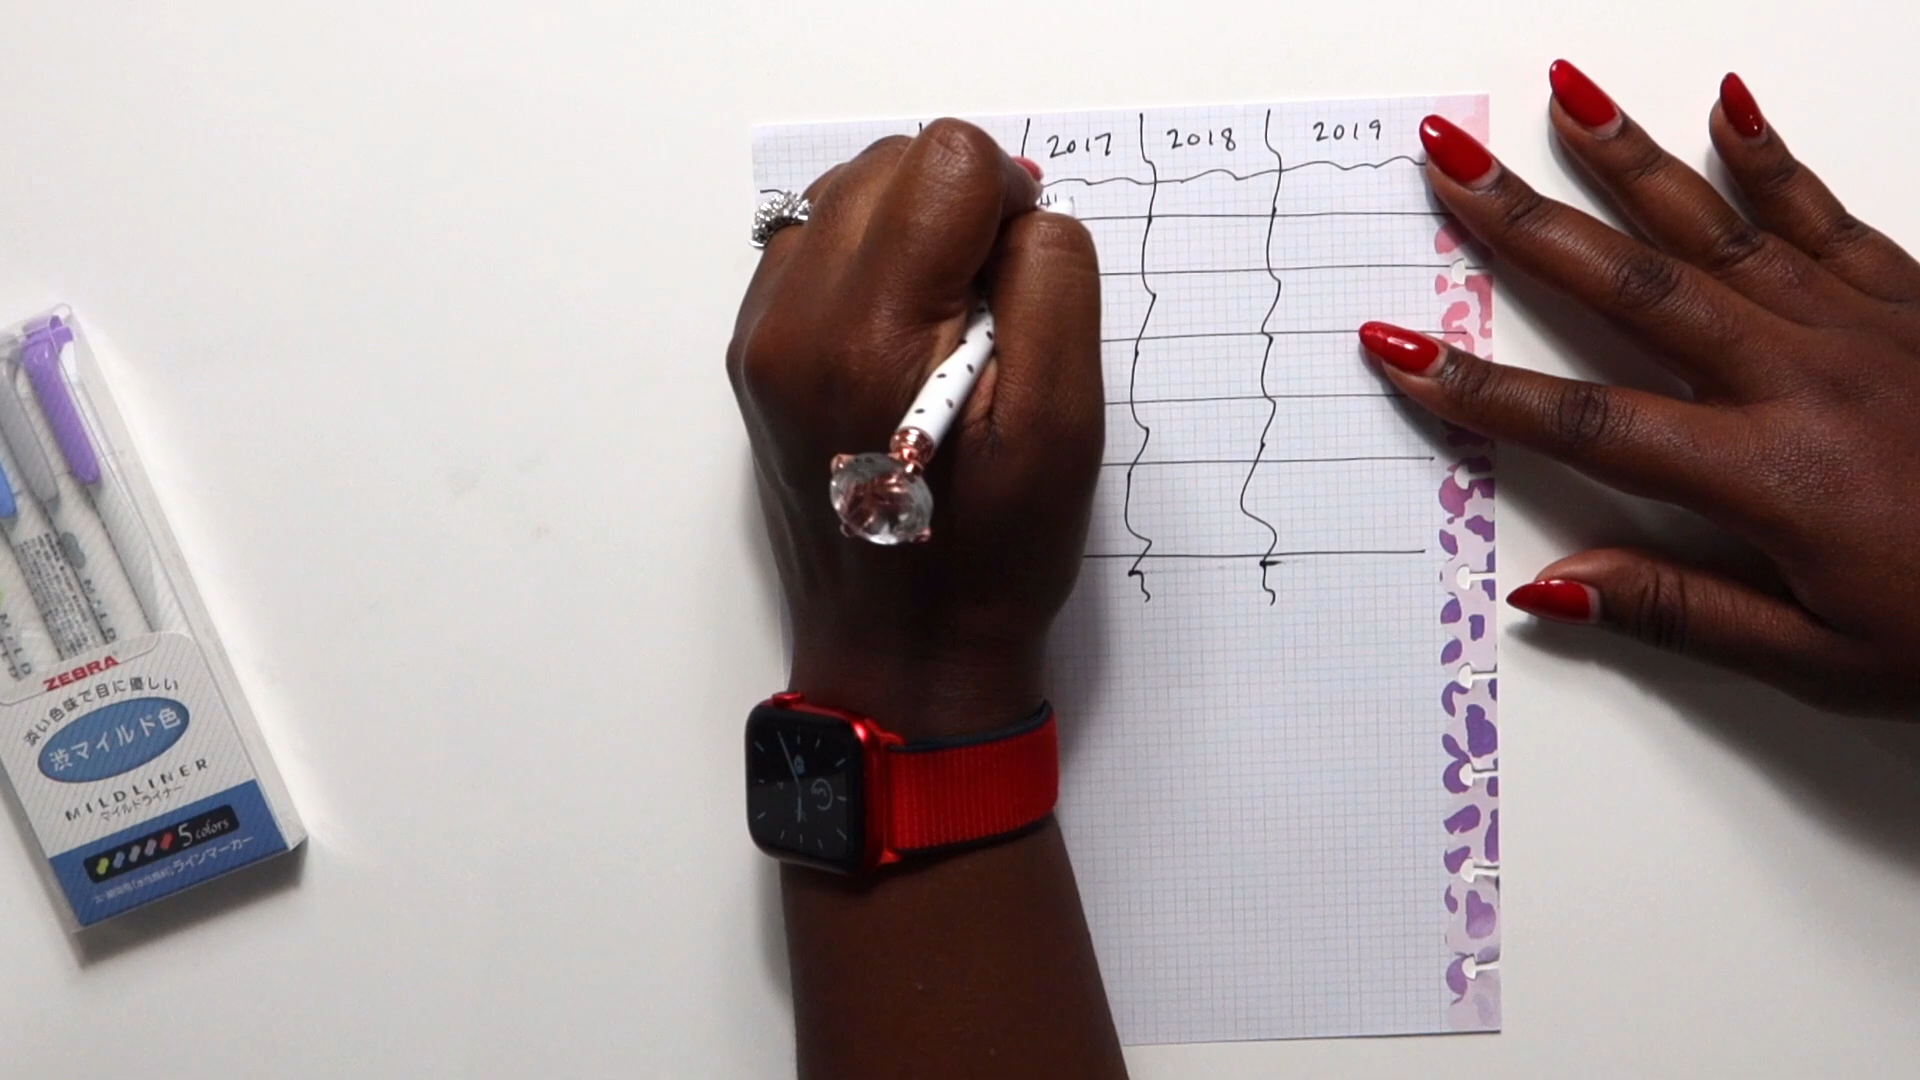 2017 2018 2019
ZEBRA
淡い色味で目に優しい
渋マイルド色
MILDLINER
マイルドライナー
5 colors
ラインマーカー